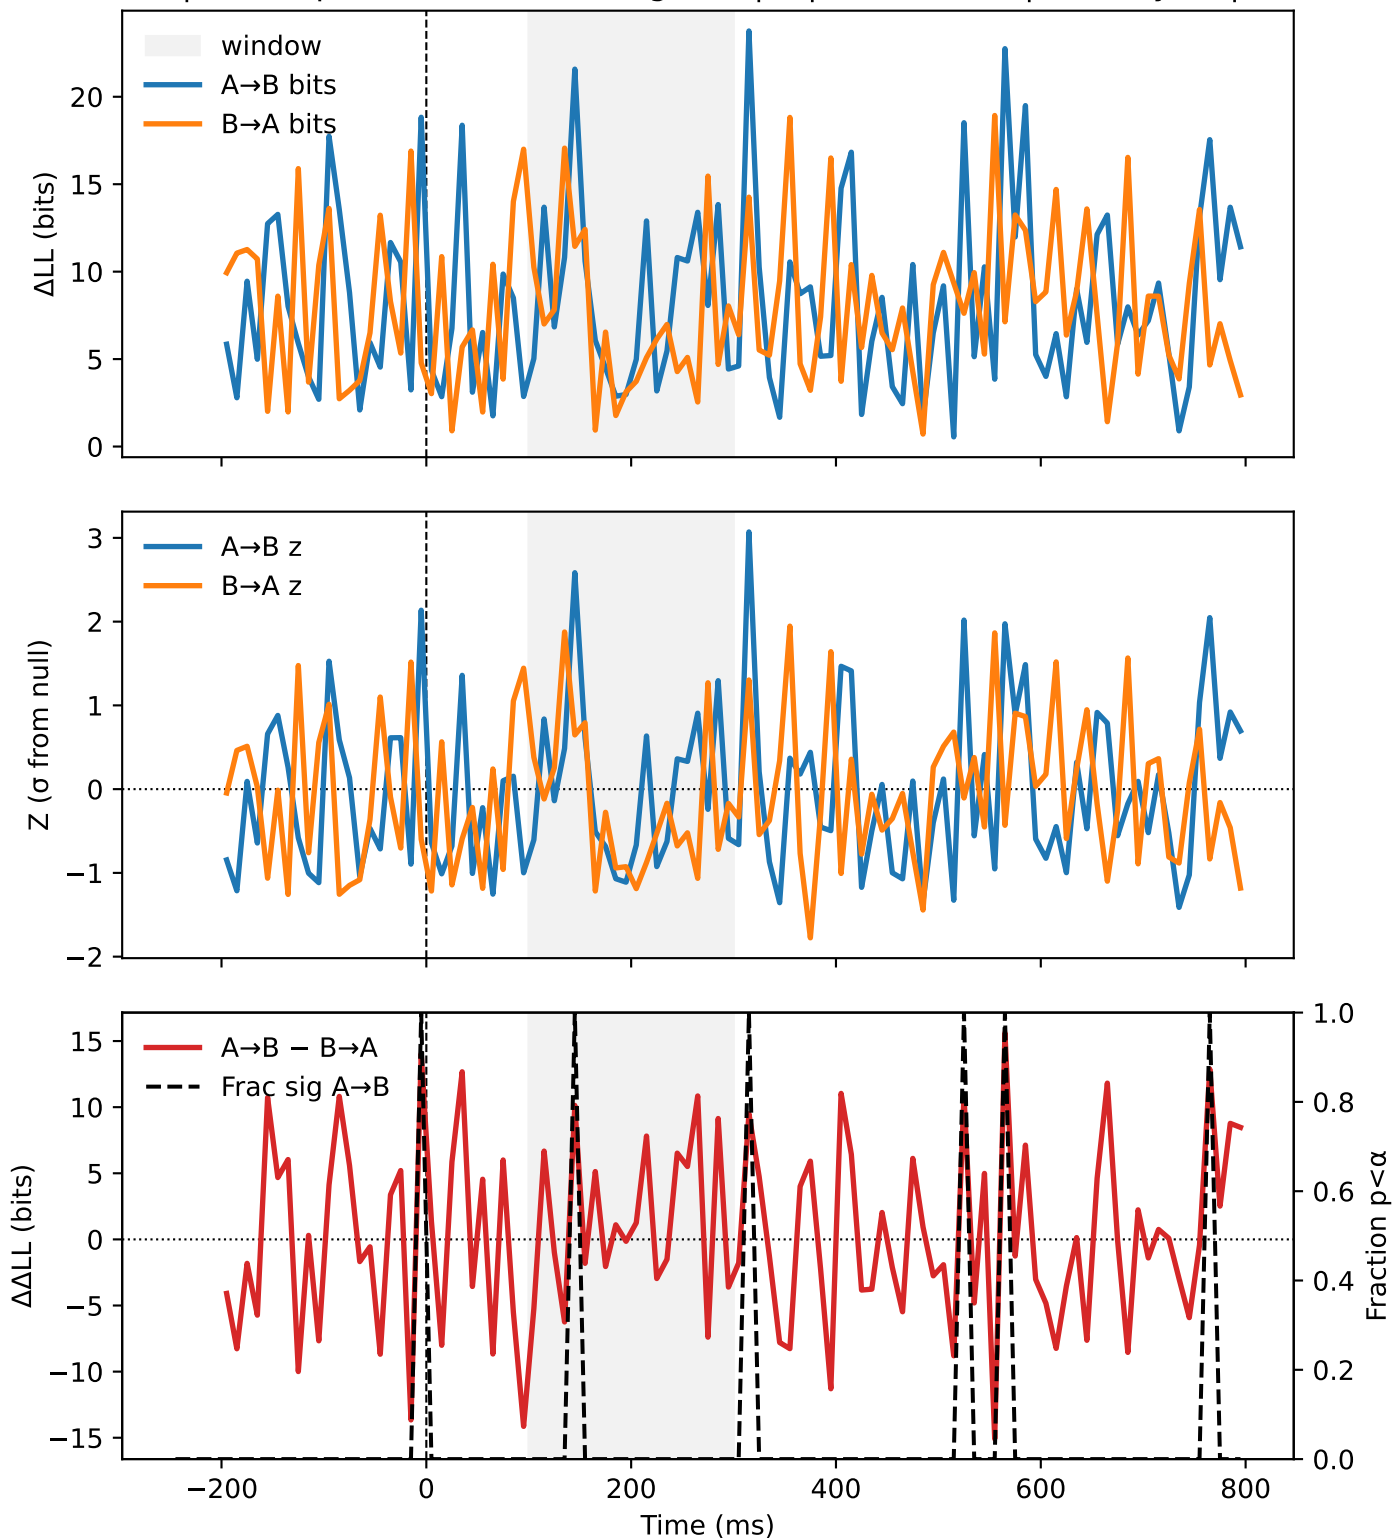 window
A→B bits
B→A bits
ΔLL (bits)
20
15
10
5
0
A→B z
B→A z
Z (σ from null)
3
2
1
0
−1
−2
A→B − B→A
Frac sig A→B
ΔΔLL (bits)
15
10
5
0
−5
−10
−15
1.0
0.8
0.6
0.4
0.2
0.0
Fraction p<α
−200
0
200
400
600
800
Time (ms)